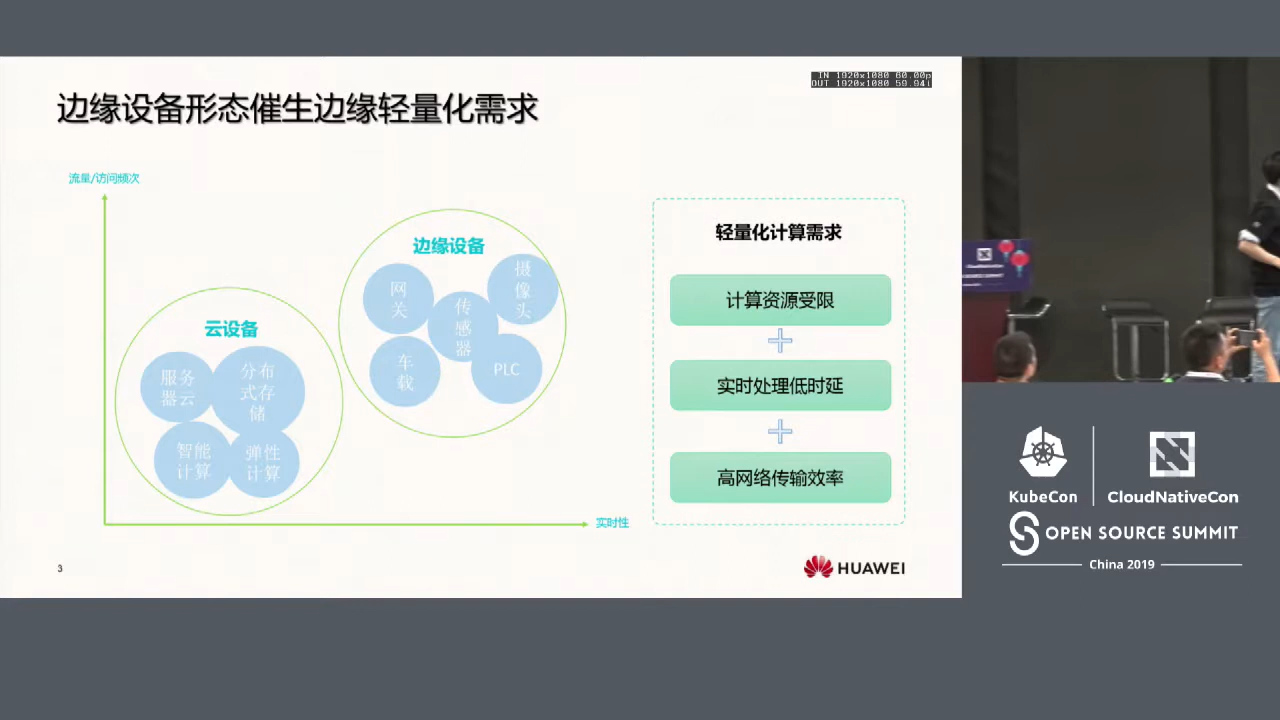 IN 1920x1080 60.00p
OUT 1920x1080 59.94i
边缘设备形态催生边缘轻量化需求
流量/访问频次
云设备
服务
器云
分布
式存
储
智能
计算
弹性
计算
边缘设备
网
关
摄
像
头
传
感
器
车
载
PLC
实时性
轻量化计算需求
计算资源受限
实时处理低时延
高网络传输效率
3
HUAWEI
KubeCon
CloudNativeCon
OPEN SOURCE SUMMIT
China 2019